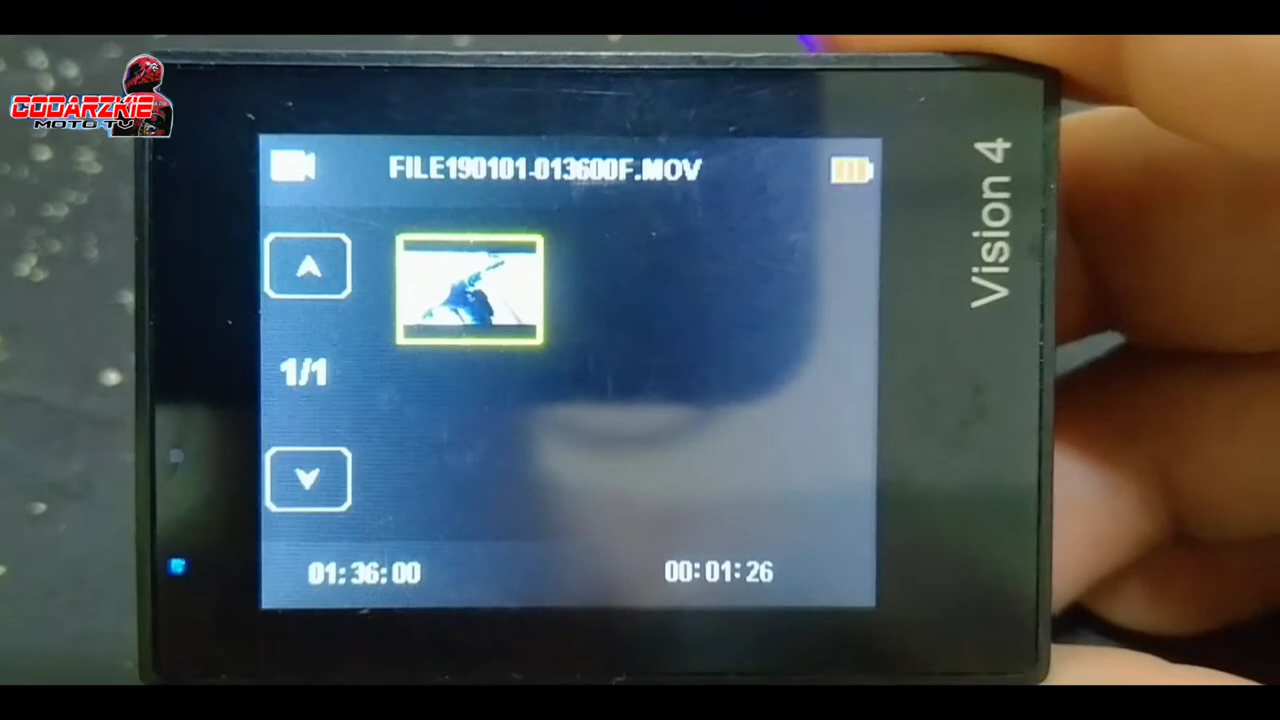 CODARZKIE
MOTO TV
FILE190101-013600F.MOV
Vision 4
1/1
01:36:00
00:01:26